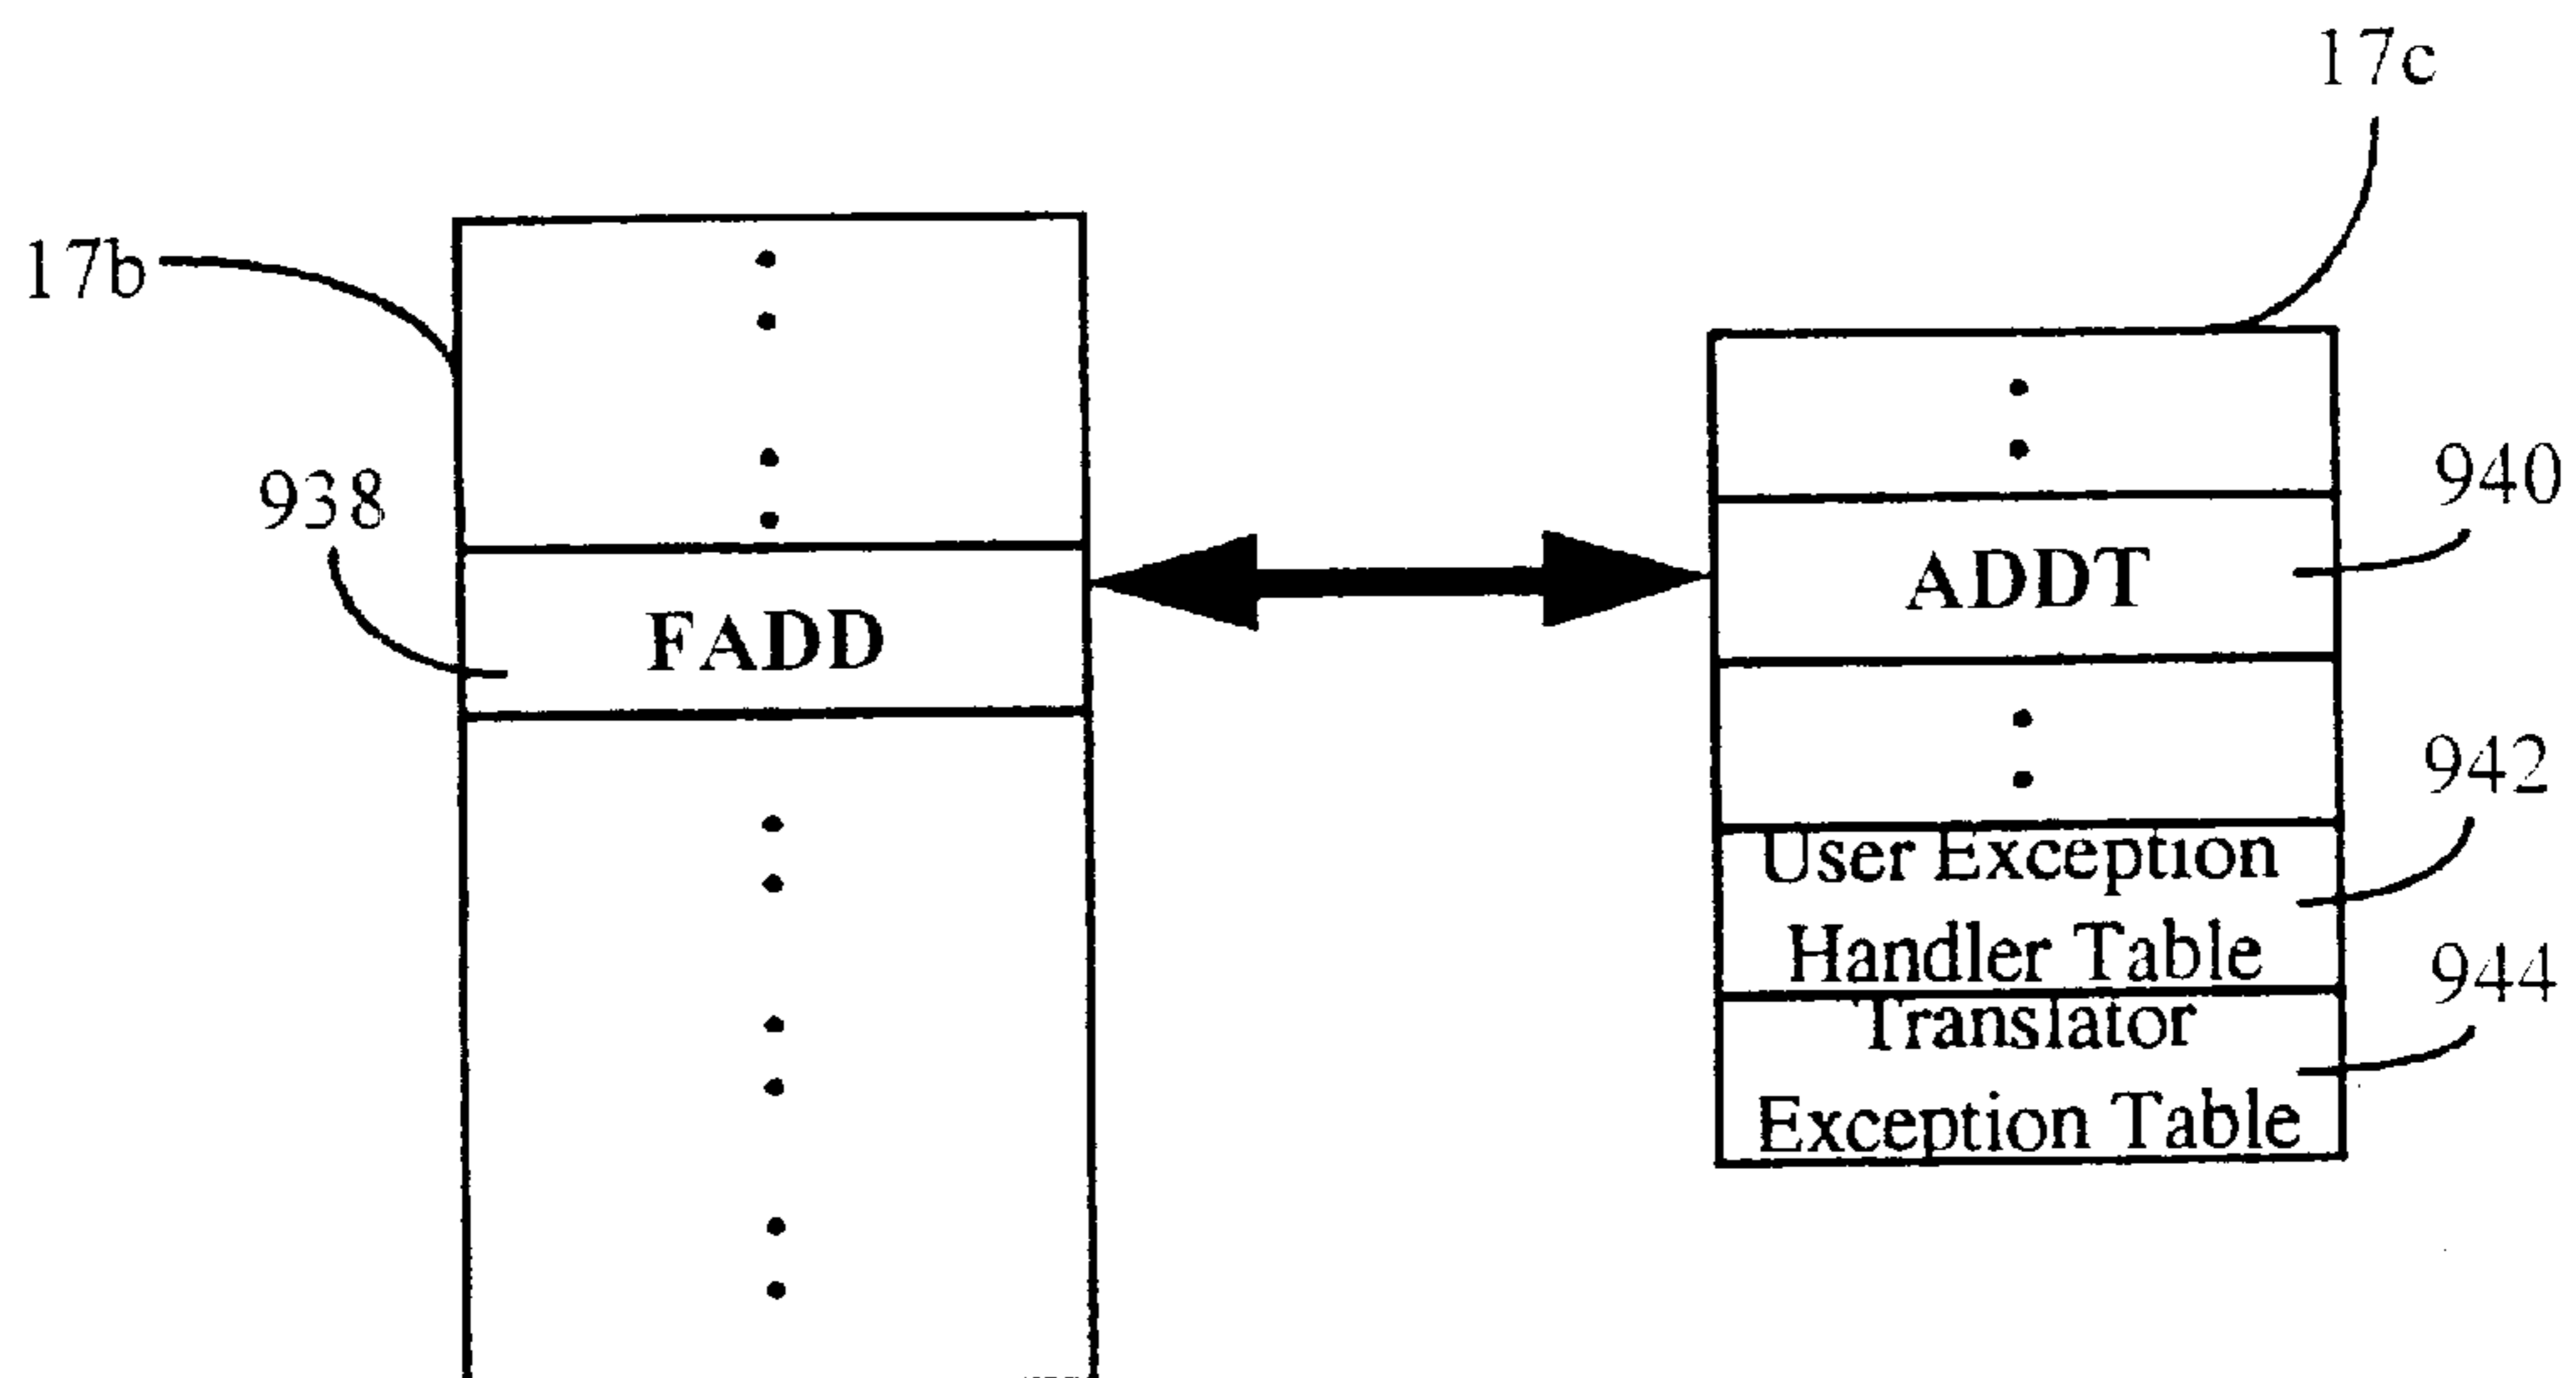 17c
17b
938
FADD
940
ADDT
942
User Exception
Handler Table
944
Translator
Exception Table